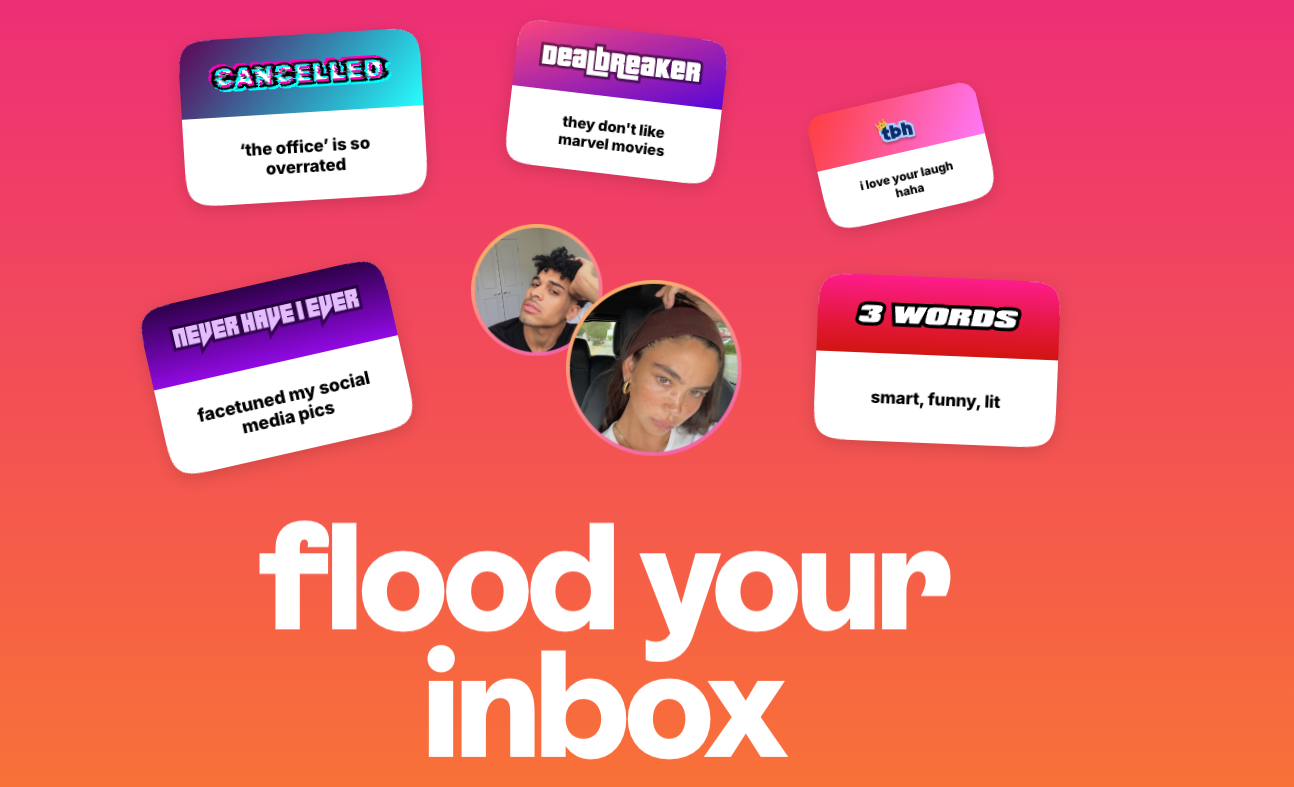 CANCELLED
‘the office’ is so
overrated
Dealbreaker
they don't like
marvel movies
tbh
i love your laugh
haha
NEVER HAVE I EVER
facetuned my social
media pics
3 WORDS
smart, funny, lit
flood your
inbox